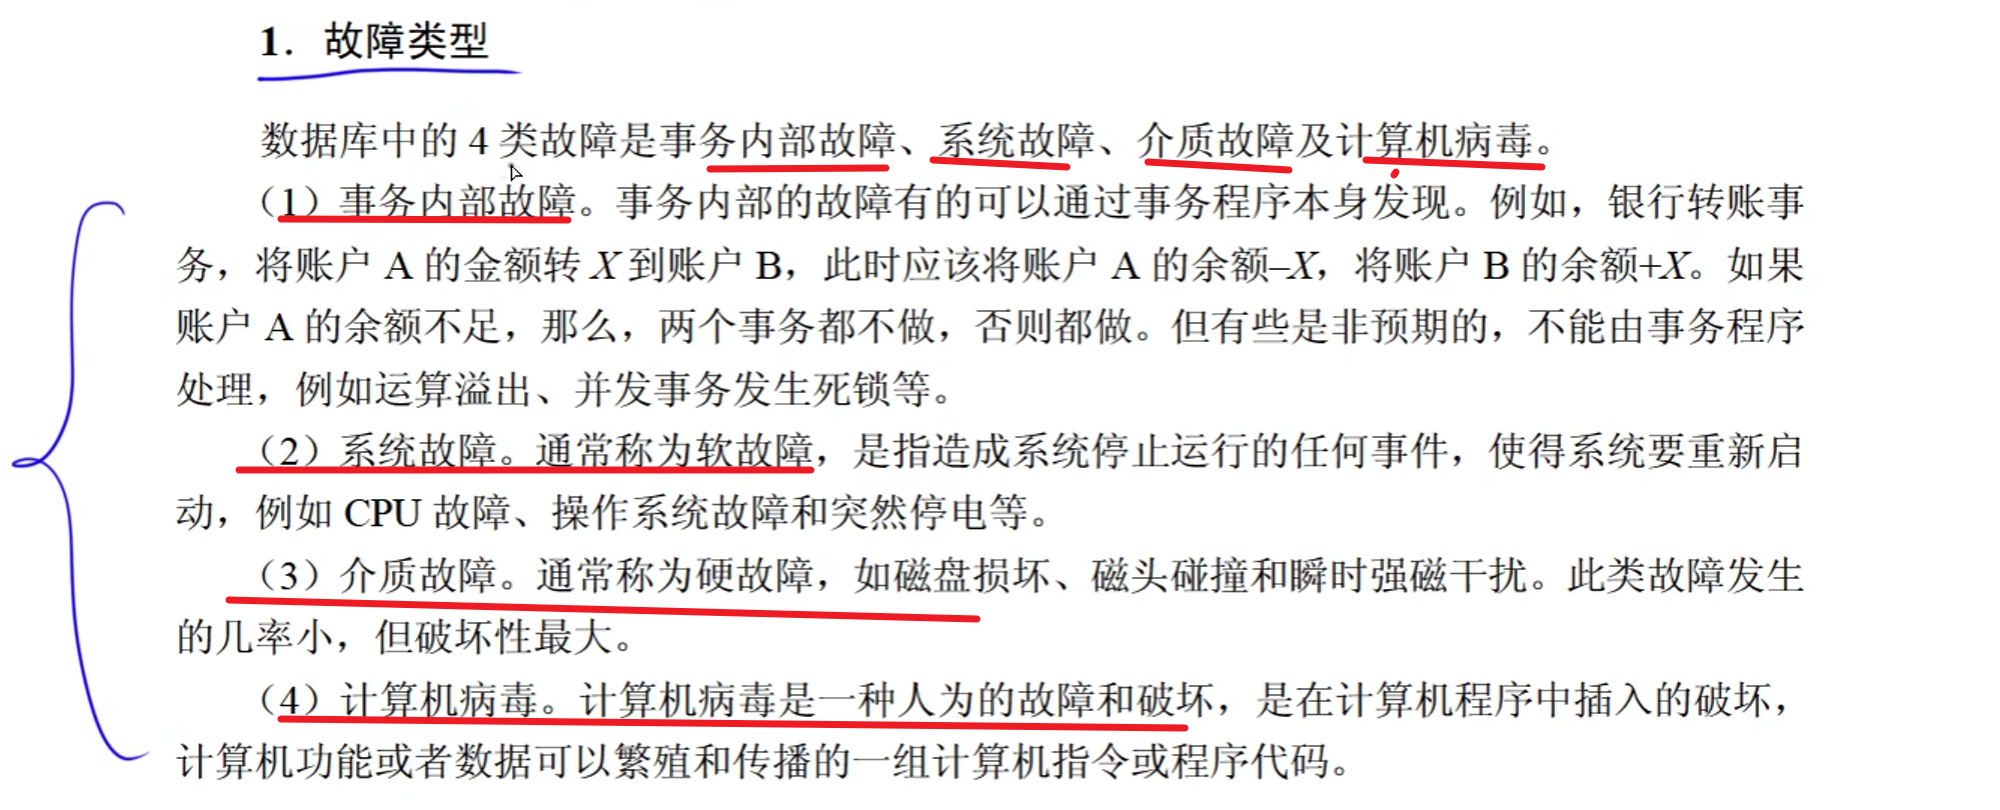 1. 故障类型
数据库中的 4 类故障是事务内部故障、系统故障、介质故障及计算机病毒。
（1）事务内部故障。事务内部的故障有的可以通过事务程序本身发现。例如，银行转账事
务，将账户 A 的金额转 X 到账户 B，此时应该将账户 A 的余额–X，将账户 B 的余额+X。如果
账户 A 的余额不足，那么，两个事务都不做，否则都做。但有些是非预期的，不能由事务程序
处理，例如运算溢出、并发事务发生死锁等。
（2）系统故障。通常称为软故障，是指造成系统停止运行的任何事件，使得系统要重新启
动，例如 CPU 故障、操作系统故障和突然停电等。
（3）介质故障。通常称为硬故障，如磁盘损坏、磁头碰撞和瞬时强磁干扰。此类故障发生
的几率小，但破坏性最大。
（4）计算机病毒。计算机病毒是一种人为的故障和破坏，是在计算机程序中插入的破坏，
计算机功能或者数据可以繁殖和传播的一组计算机指令或程序代码。